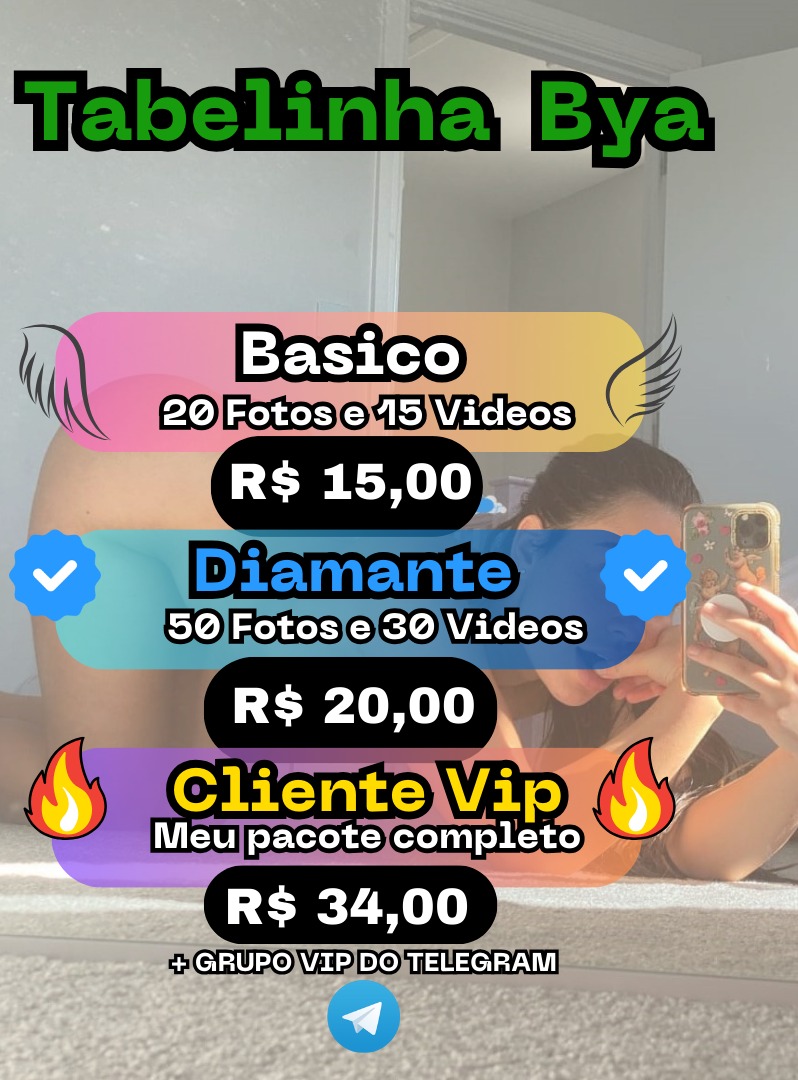 Tabelinha Bya
Basico
20 Fotos e 15 Videos
R$ 15,00
Diamante
50 Fotos e 30 Videos
R$ 20,00
Cliente Vip
Meu pacote completo
R$ 34,00
+ GRUPO VIP DO TELEGRAM